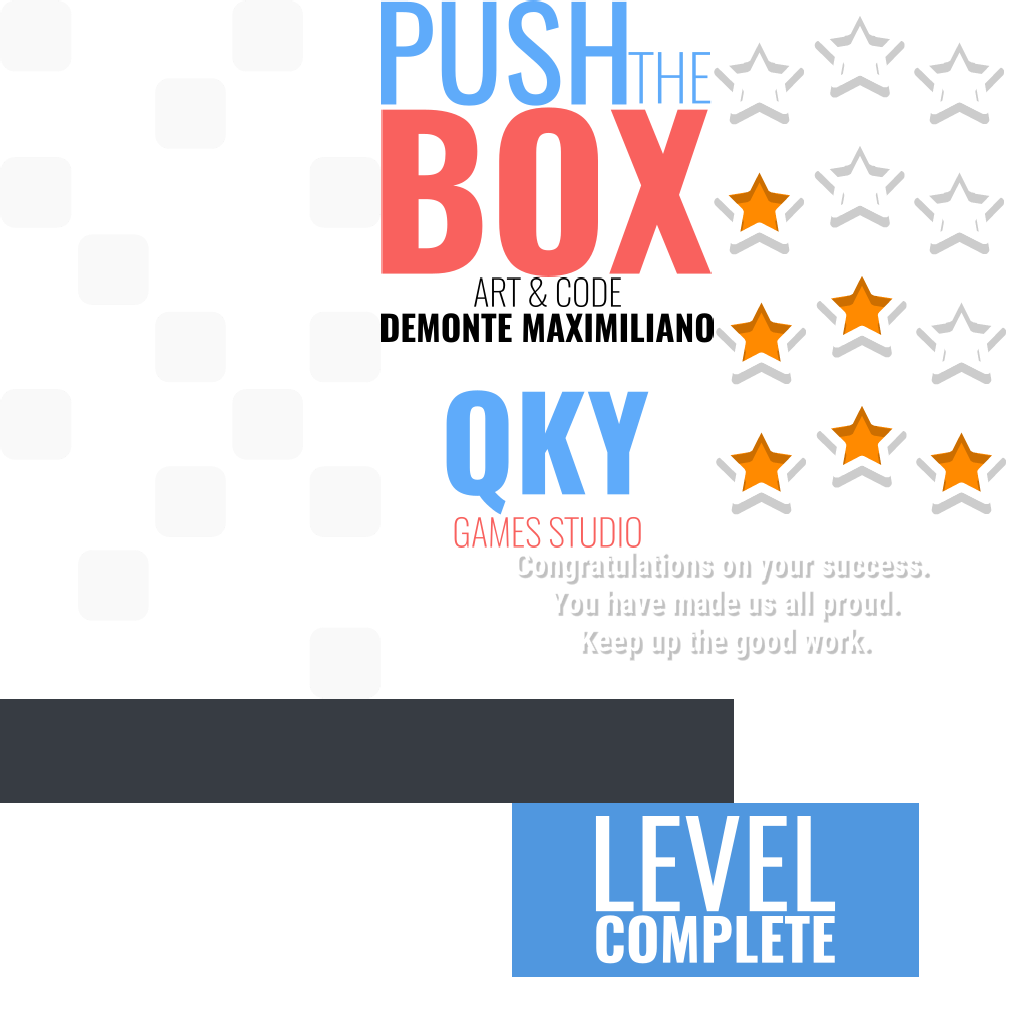 PUSH THE
BOX
ART & CODE
DEMONTE MAXIMILIANO
QKY
GAMES STUDIO
Congratulations on your success.
You have made us all proud.
Keep up the good work.
LEVEL
COMPLETE